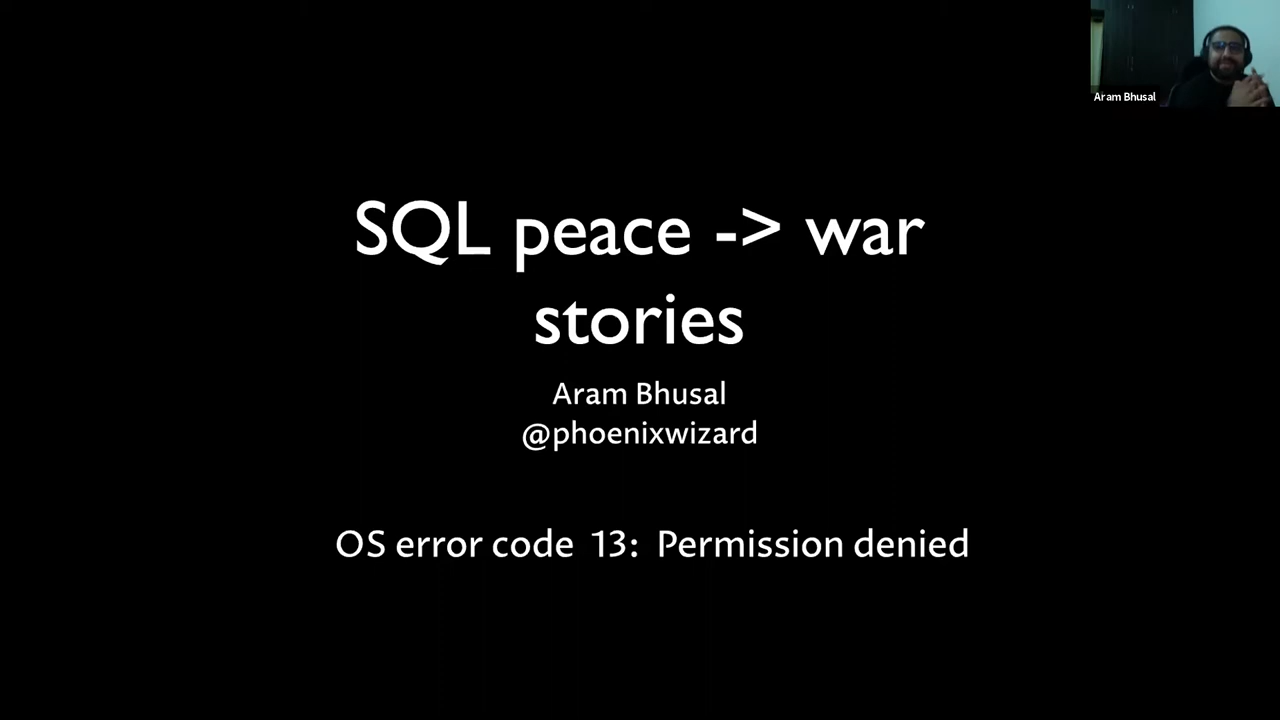 Aram Bhusal
SQL peace -> war
stories
Aram Bhusal
@phoenixwizard
OS error code 13: Permission denied